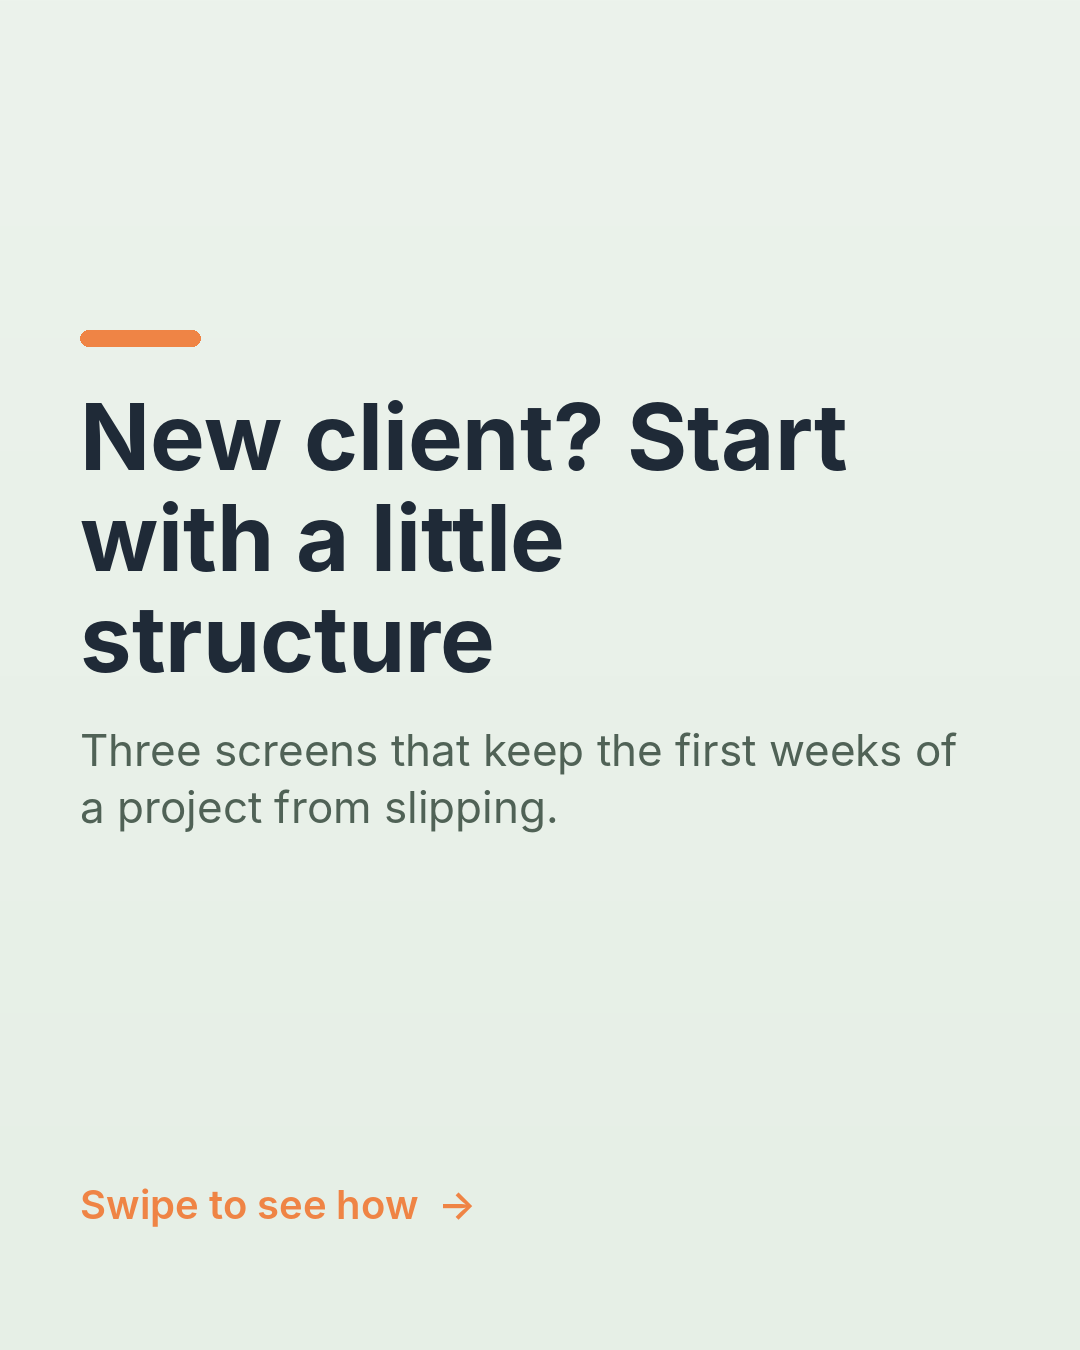 New client? Start
with a little
structure
Three screens that keep the first weeks of
a project from slipping.
Swipe to see how →